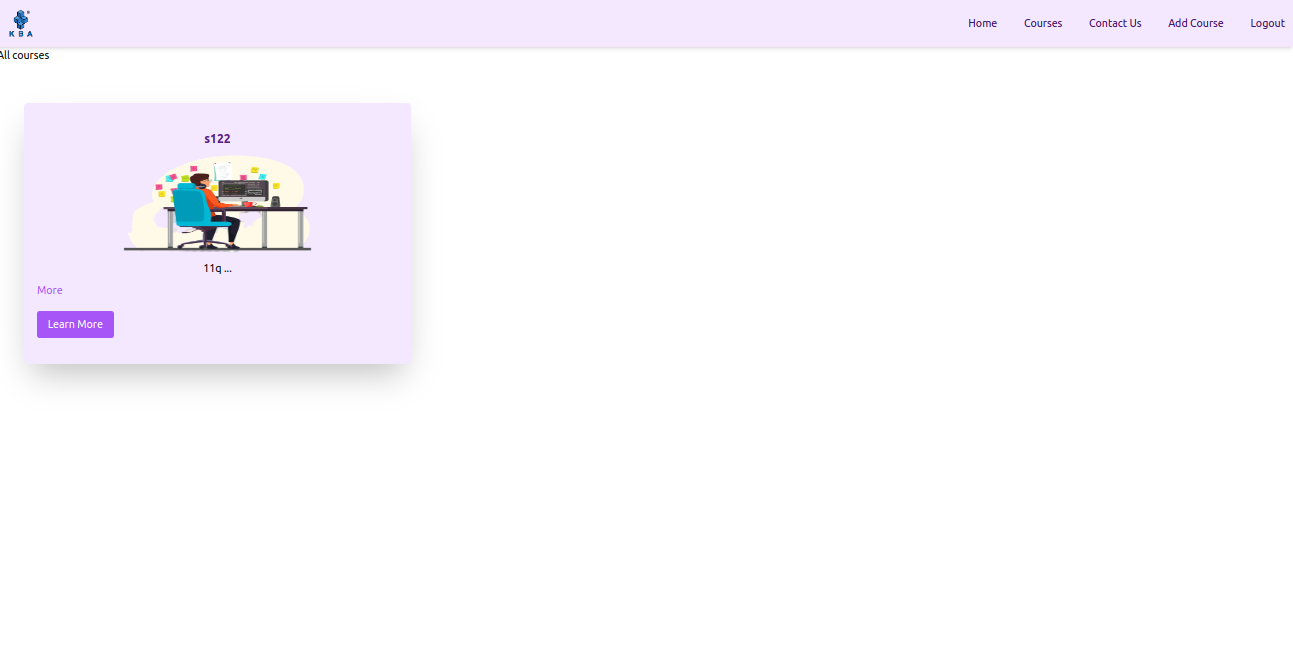 KBA
Home Courses Contact Us Add Course Logout
All courses
s122
11q ...
More
Learn More